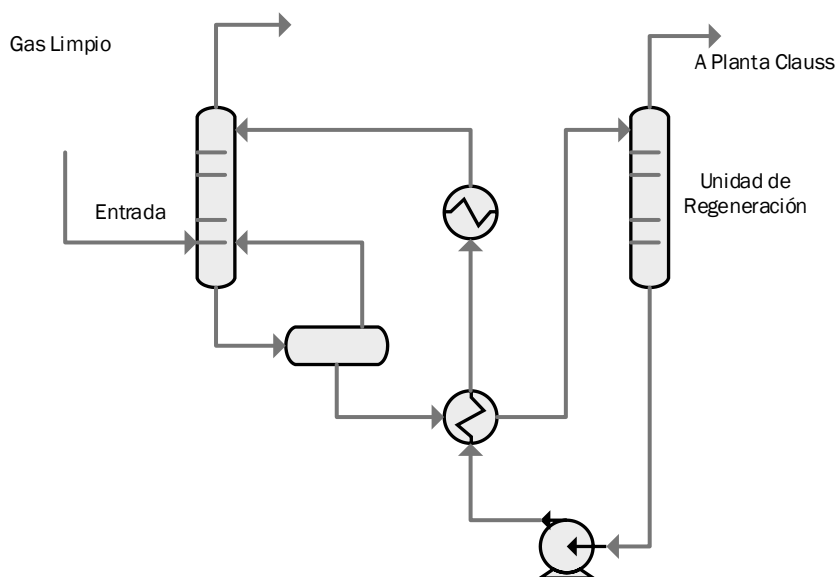 Gas Limpio
A Planta Clauss
Entrada
Unidad de
Regeneración